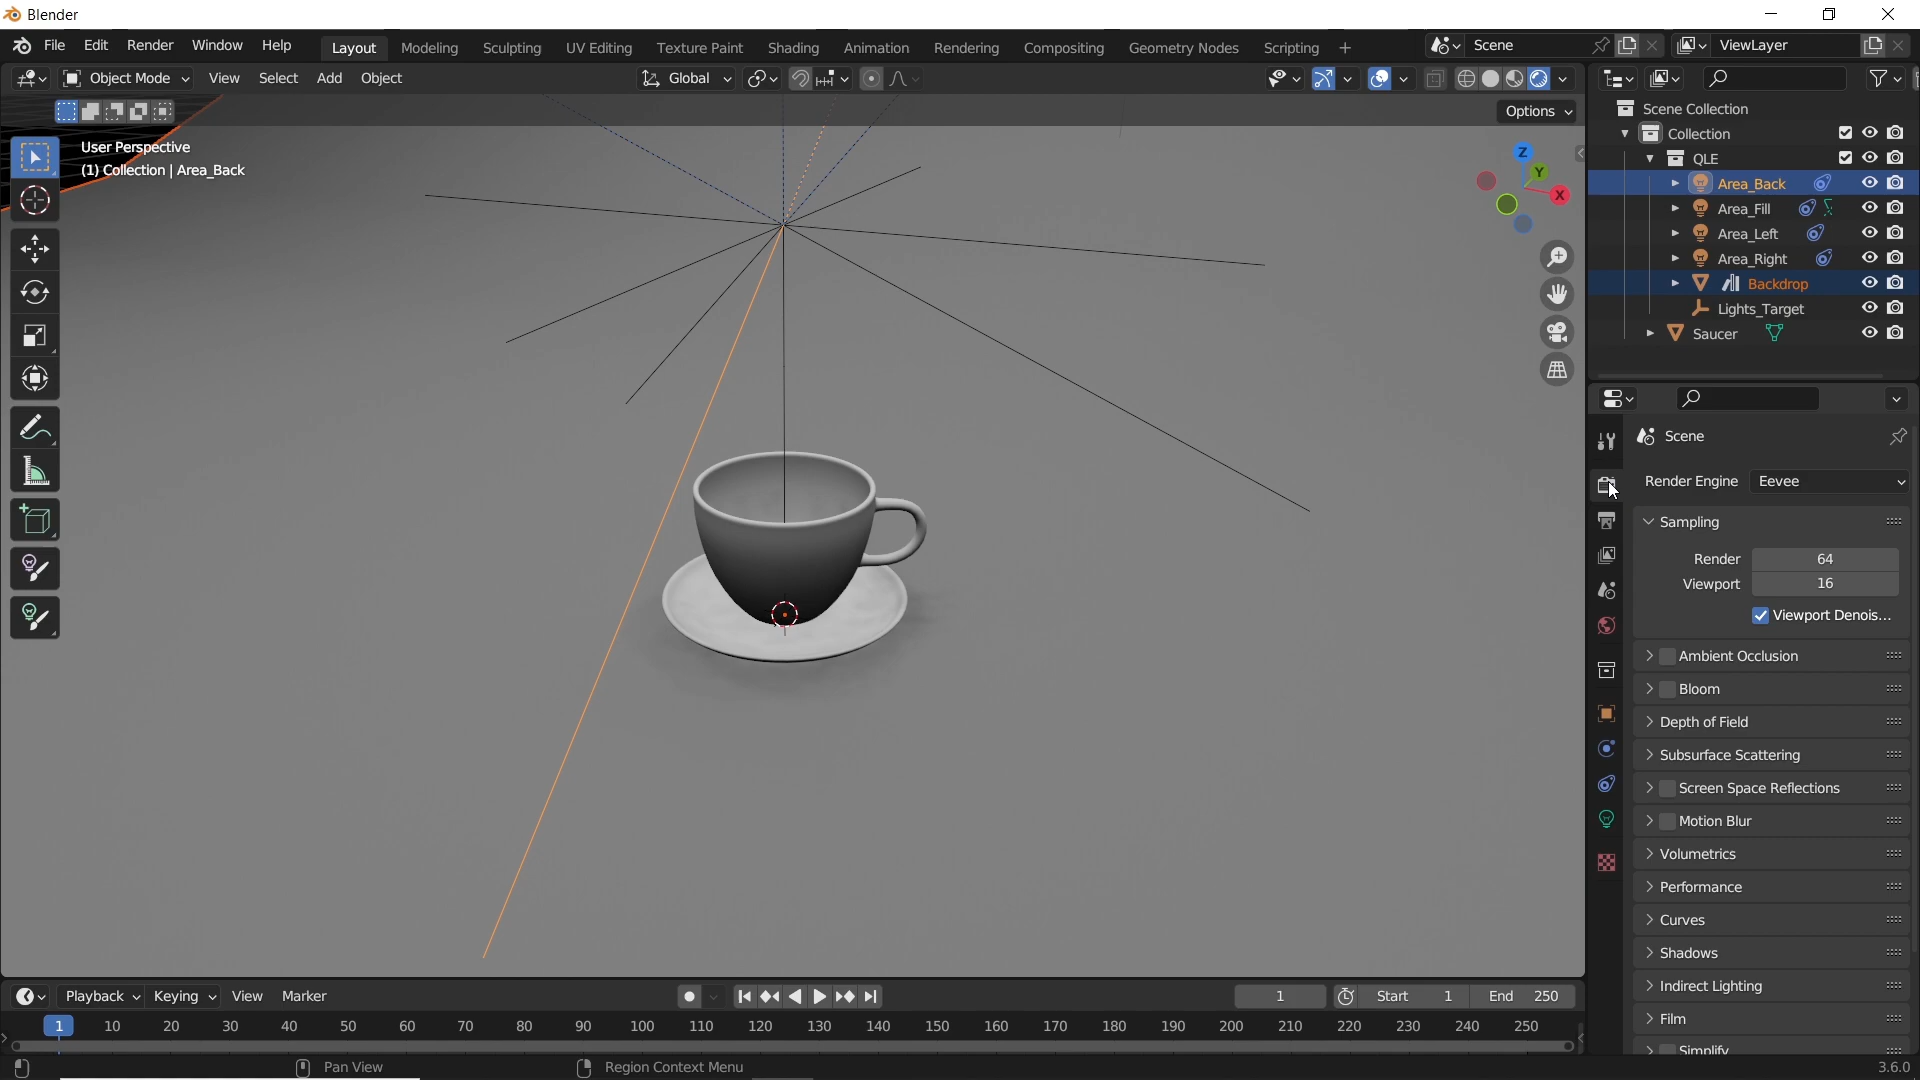 Blender
File Edit Render Window Help Layout Modeling Sculpting UV Editing Texture Paint Shading Animation Rendering Compositing Geometry Nodes Scripting + Scene ViewLayer
Object Mode View Select Add Object Global
Options
User Perspective
(1) Collection | Area_Back
Z
Y
X
Scene Collection
Collection
QLE
Area_Back
Area_Fill
Area_Left
Area_Right
Backdrop
Lights_Target
Saucer
Scene
Render Engine Eevee
Sampling
Render 64
Viewport 16
Viewport Denois...
Ambient Occlusion
Bloom
Depth of Field
Subsurface Scattering
Screen Space Reflections
Motion Blur
Volumetrics
Performance
Curves
Shadows
Indirect Lighting
Film
Simplify
Playback Keying View Marker 1 Start 1 End 250
1 10 20 30 40 50 60 70 80 90 100 110 120 130 140 150 160 170 180 190 200 210 220 230 240 250
Pan View Region Context Menu 3.6.0